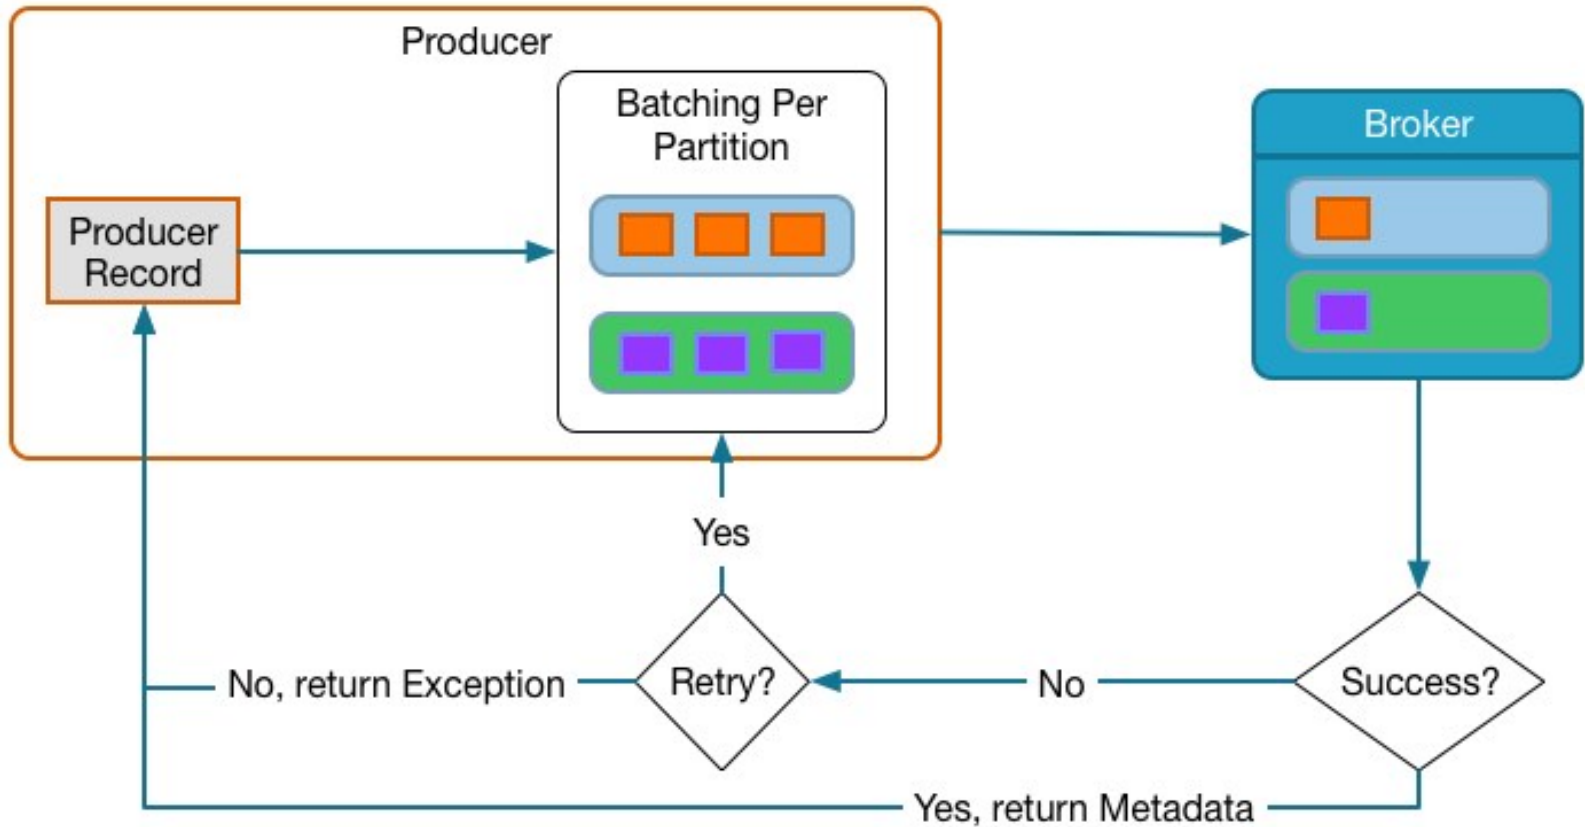 Producer
Batching Per
Partition
Broker
Producer
Record
Yes
No, return Exception
Retry?
No
Success?
Yes, return Metadata